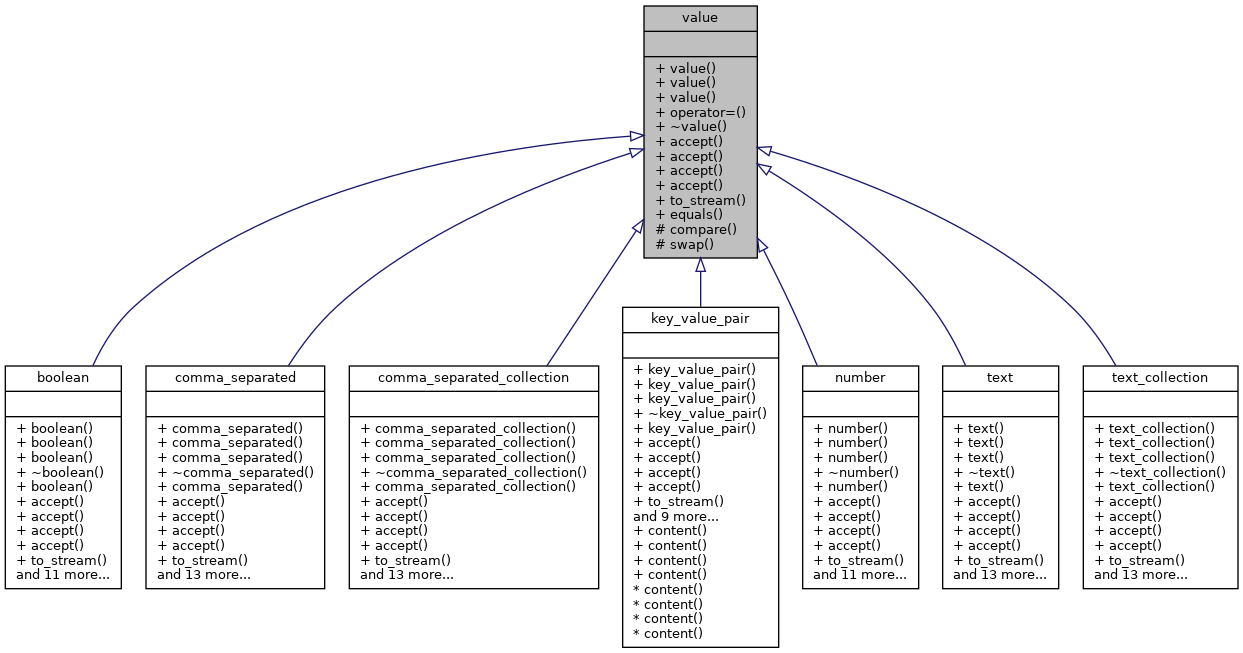 value
+ value()
+ value()
+ value()
+ operator=()
+ ~value()
+ accept()
+ accept()
+ accept()
+ accept()
+ to_stream()
+ equals()
# compare()
# swap()
boolean
+ boolean()
+ boolean()
+ boolean()
+ ~boolean()
+ boolean()
+ accept()
+ accept()
+ accept()
+ accept()
+ to_stream()
and 11 more...
comma_separated
+ comma_separated()
+ comma_separated()
+ comma_separated()
+ ~comma_separated()
+ comma_separated()
+ accept()
+ accept()
+ accept()
+ accept()
+ to_stream()
and 13 more...
comma_separated_collection
+ comma_separated_collection()
+ comma_separated_collection()
+ comma_separated_collection()
+ ~comma_separated_collection()
+ comma_separated_collection()
+ accept()
+ accept()
+ accept()
+ accept()
+ to_stream()
and 13 more...
key_value_pair
+ key_value_pair()
+ key_value_pair()
+ key_value_pair()
+ ~key_value_pair()
+ key_value_pair()
+ accept()
+ accept()
+ accept()
+ accept()
+ to_stream()
and 9 more...
+ content()
+ content()
+ content()
+ content()
* content()
* content()
* content()
* content()
number
+ number()
+ number()
+ number()
+ ~number()
+ number()
+ accept()
+ accept()
+ accept()
+ accept()
+ to_stream()
and 11 more...
text
+ text()
+ text()
+ text()
+ ~text()
+ text()
+ accept()
+ accept()
+ accept()
+ accept()
+ to_stream()
and 13 more...
text_collection
+ text_collection()
+ text_collection()
+ text_collection()
+ ~text_collection()
+ text_collection()
+ accept()
+ accept()
+ accept()
+ accept()
+ to_stream()
and 13 more...